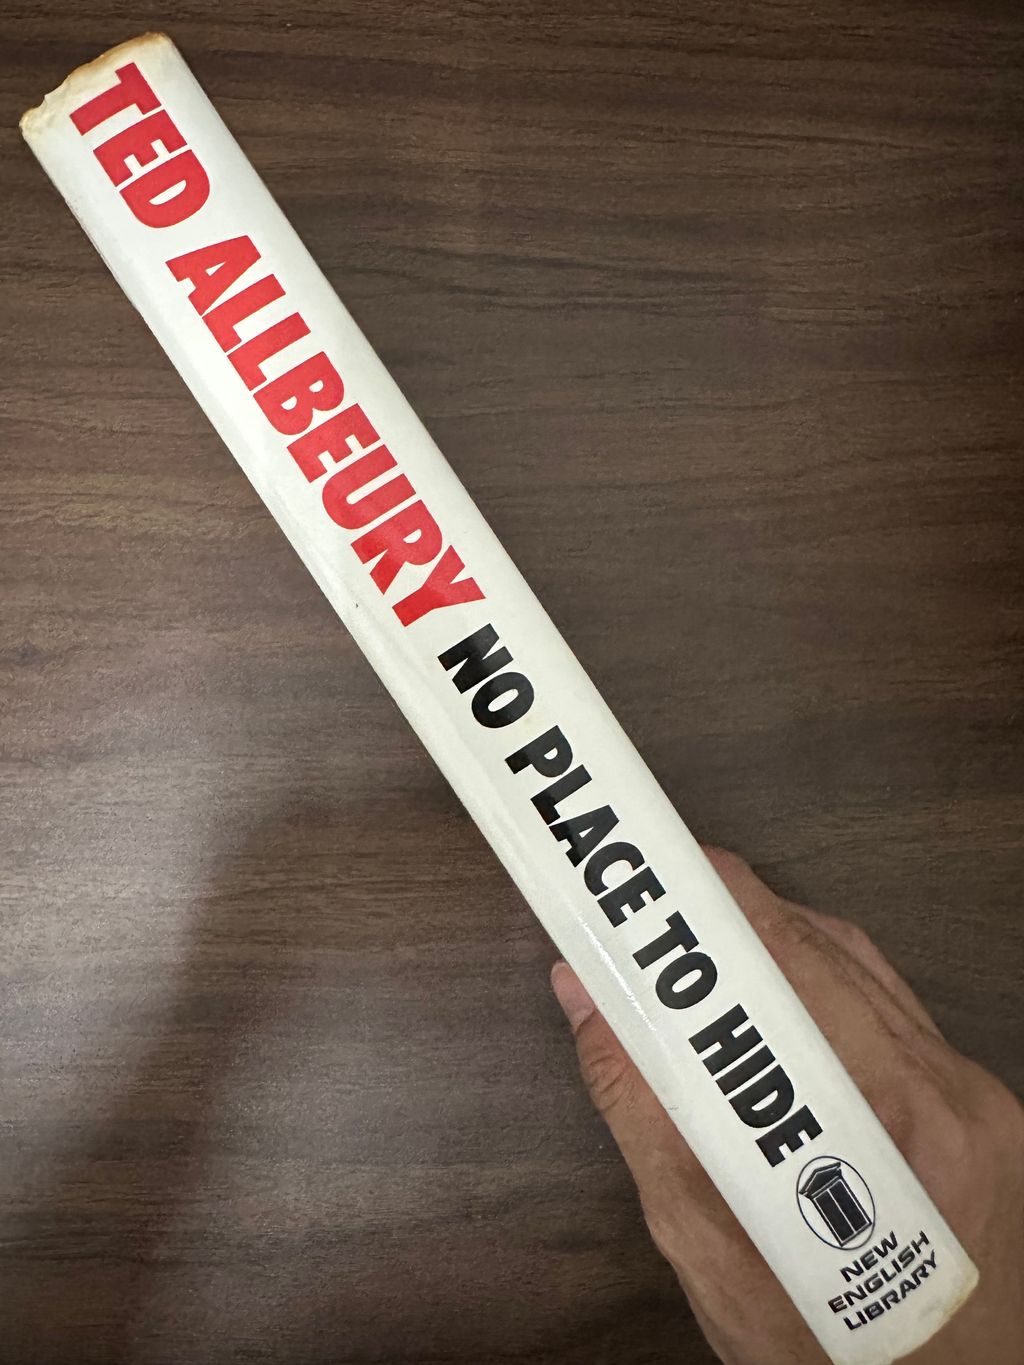 TED ALLBEURY NO PLACE TO HIDE
NEW
ENGLISH
LIBRARY